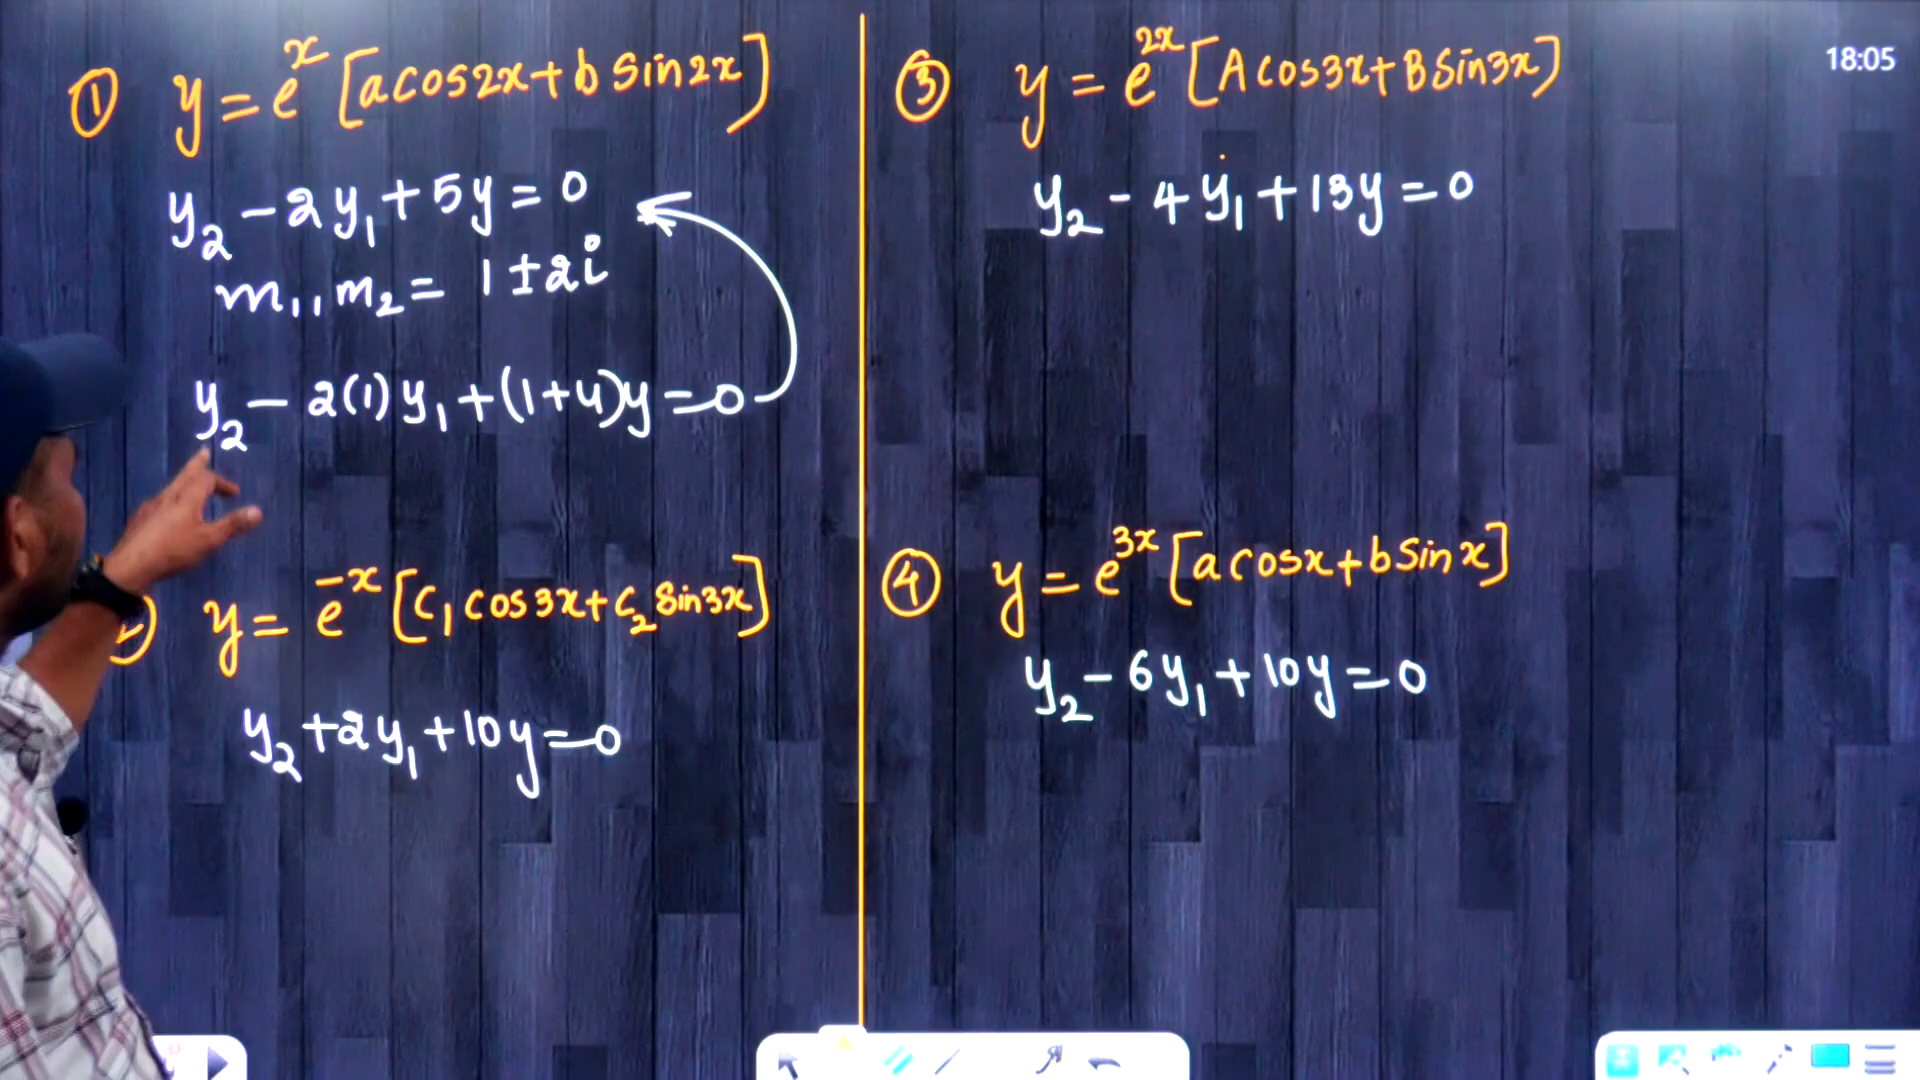 ① y = e^x [a cos2x + b sin2x]
y₂ - 2y₁ + 5y = 0
m₁, m₂ = 1 ± 2i
y₂ - 2(1)y₁ + (1+4)y = 0
y = e^-x [c₁ cos3x + c₂ sin3x]
y₂ + 2y₁ + 10y = 0
③ y = e^2x [A cos3x + B sin3x]
18:05
y₂ - 4y₁ + 13y = 0
④ y = e^3x [a cosx + b sinx]
y₂ - 6y₁ + 10y = 0